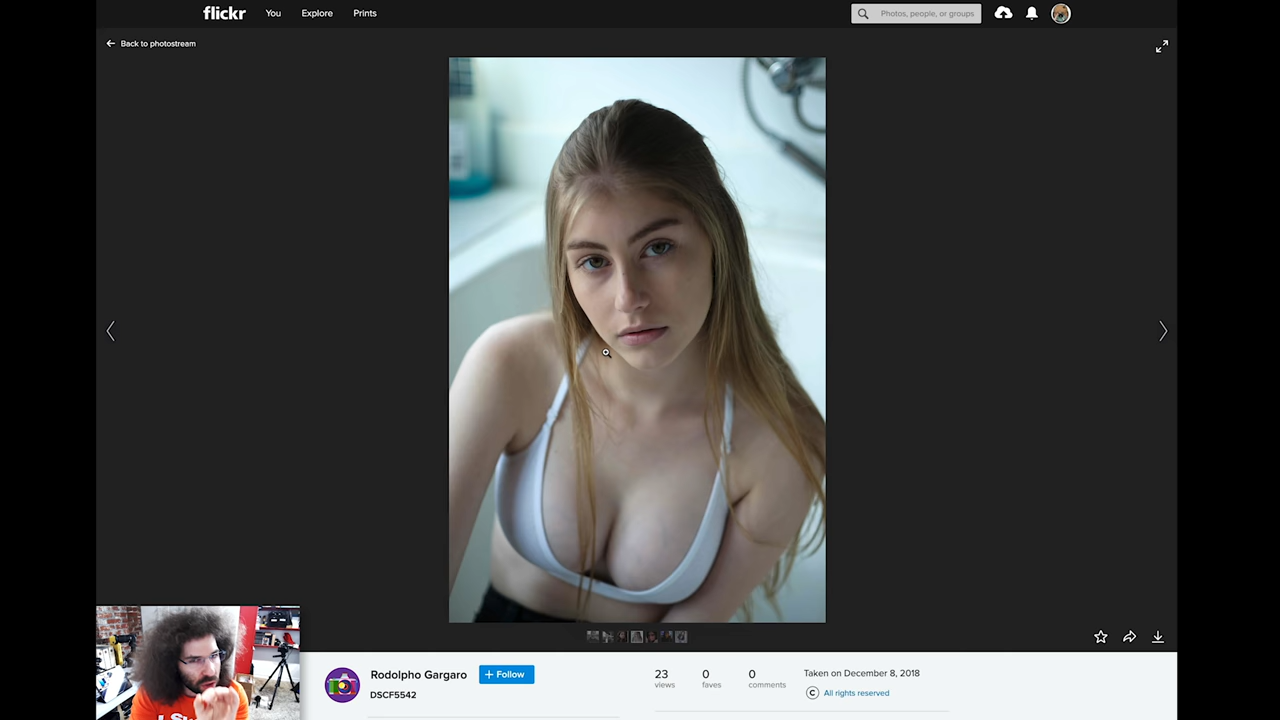 flickr You Explore Prints Photos, people, or groups
Back to photostream
Rodolpho Gargaro + Follow
DSCF5542
23 views
0 faves
0 comments
Taken on December 8, 2018
C All rights reserved